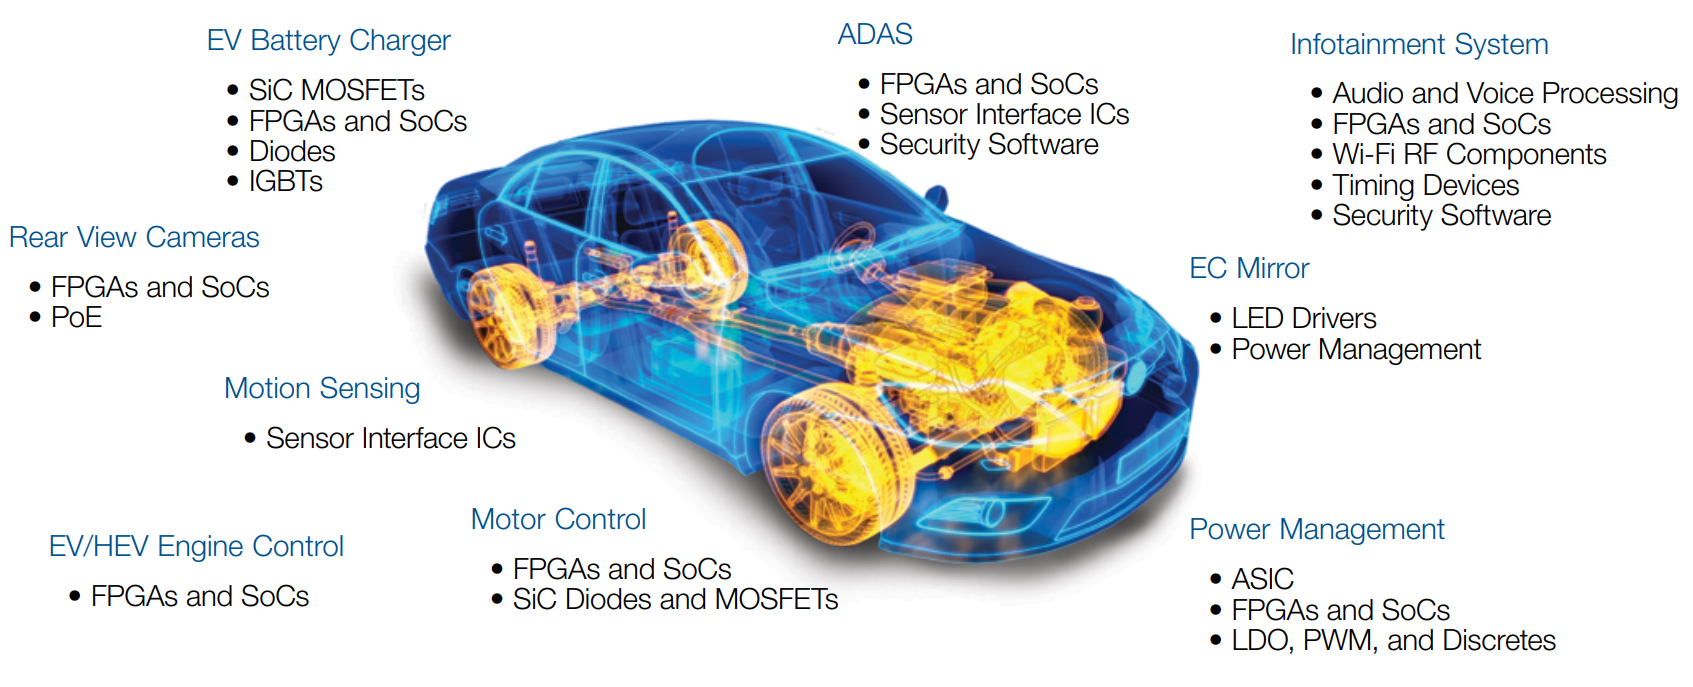 EV Battery Charger
• SiC MOSFETs
• FPGAs and SoCs
• Diodes
• IGBTs
ADAS
• FPGAs and SoCs
• Sensor Interface ICs
• Security Software
Infotainment System
• Audio and Voice Processing
• FPGAs and SoCs
• Wi-Fi RF Components
• Timing Devices
• Security Software
Rear View Cameras
• FPGAs and SoCs
• PoE
EC Mirror
• LED Drivers
• Power Management
Motion Sensing
• Sensor Interface ICs
EV/HEV Engine Control
• FPGAs and SoCs
Motor Control
• FPGAs and SoCs
• SiC Diodes and MOSFETs
Power Management
• ASIC
• FPGAs and SoCs
• LDO, PWM, and Discretes